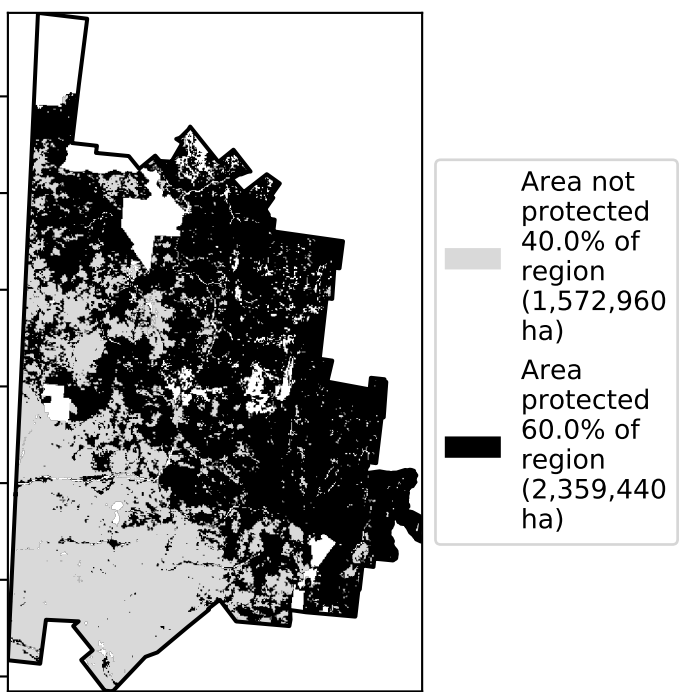 Area not
protected
40.0% of
region
(1,572,960
ha)
Area
protected
60.0% of
region
(2,359,440
ha)